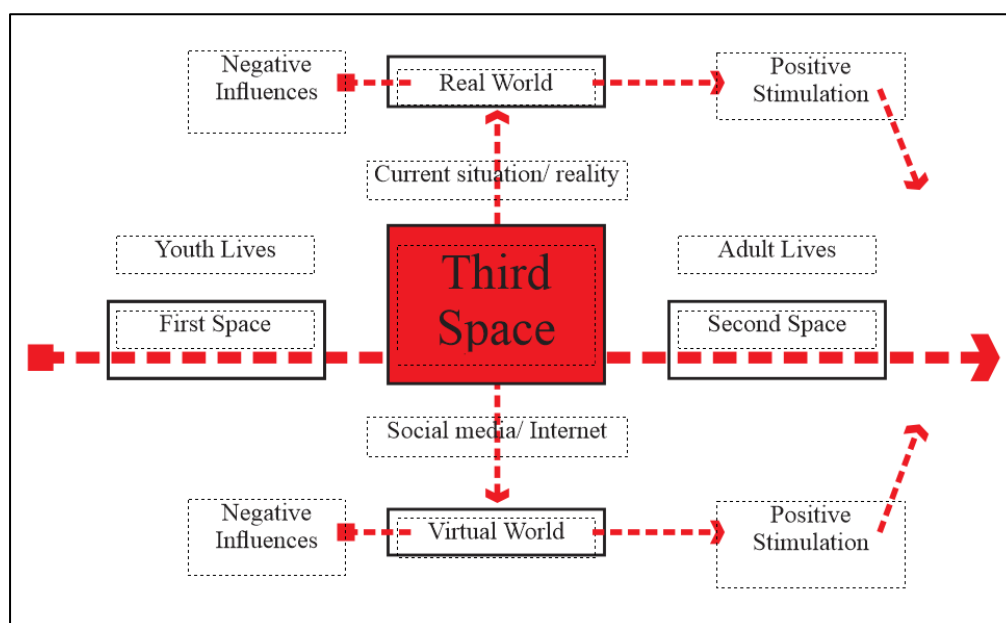 Negative
Influences
Real World
Positive
Stimulation
Current situation/ reality
Youth Lives
Third
Space
Adult Lives
First Space
Second Space
Social media/ Internet
Negative
Influences
Virtual World
Positive
Stimulation